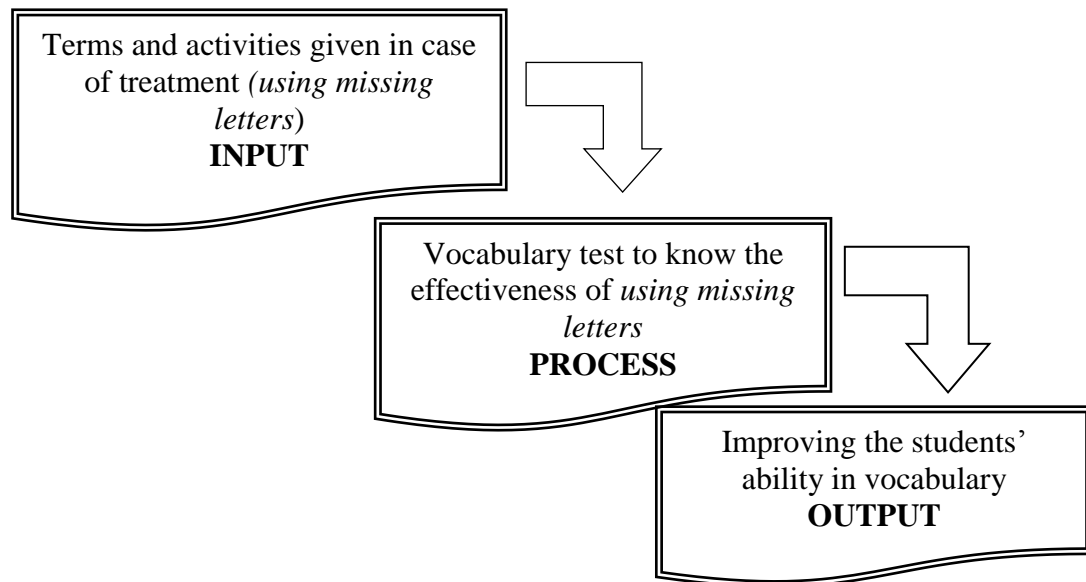 Terms and activities given in case
of treatment (using missing
letters)
INPUT
Vocabulary test to know the
effectiveness of using missing
letters
PROCESS
Improving the students’
ability in vocabulary
OUTPUT